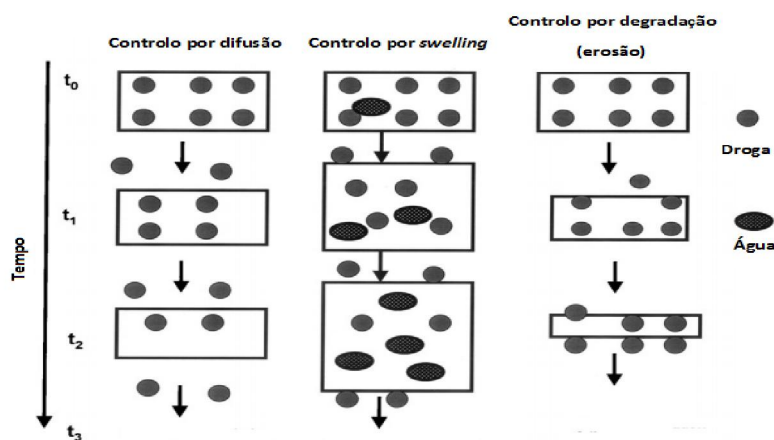 Controlo por difusão
Controlo por swelling
Controlo por degradação
(erosão)
t0
t1
t2
t3
Tempo
Droga
Água